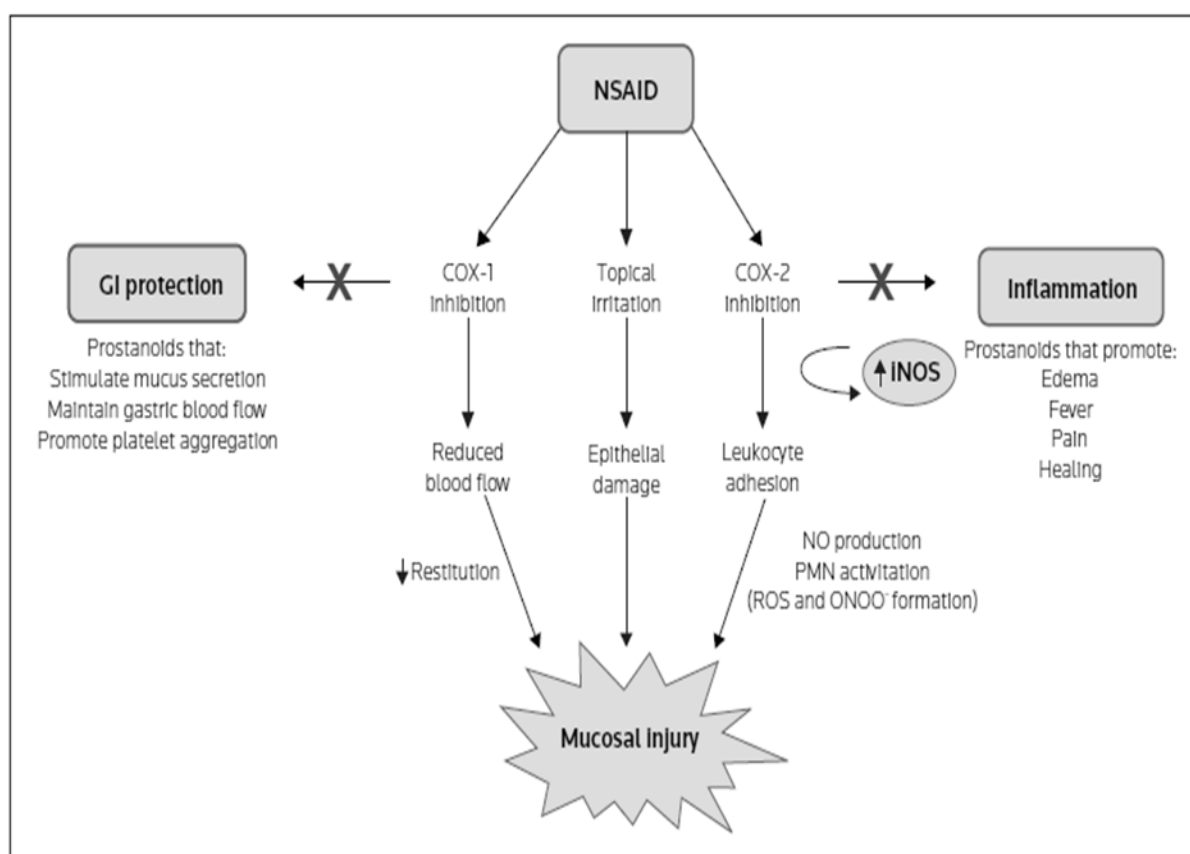 NSAID
GI protection
Prostanoids that:
Stimulate mucus secretion
Maintain gastric blood flow
Promote platelet aggregation
COX-1
inhibition
Topical
irritation
COX-2
inhibition
Inflammation
Prostanoids that promote:
Edema
Fever
Pain
Healing
↑ iNOS
Reduced
blood flow
Epithelial
damage
Leukocyte
adhesion
↓Restitution
NO production
PMN activitation
(ROS and ONOO⁻ formation)
Mucosal injury